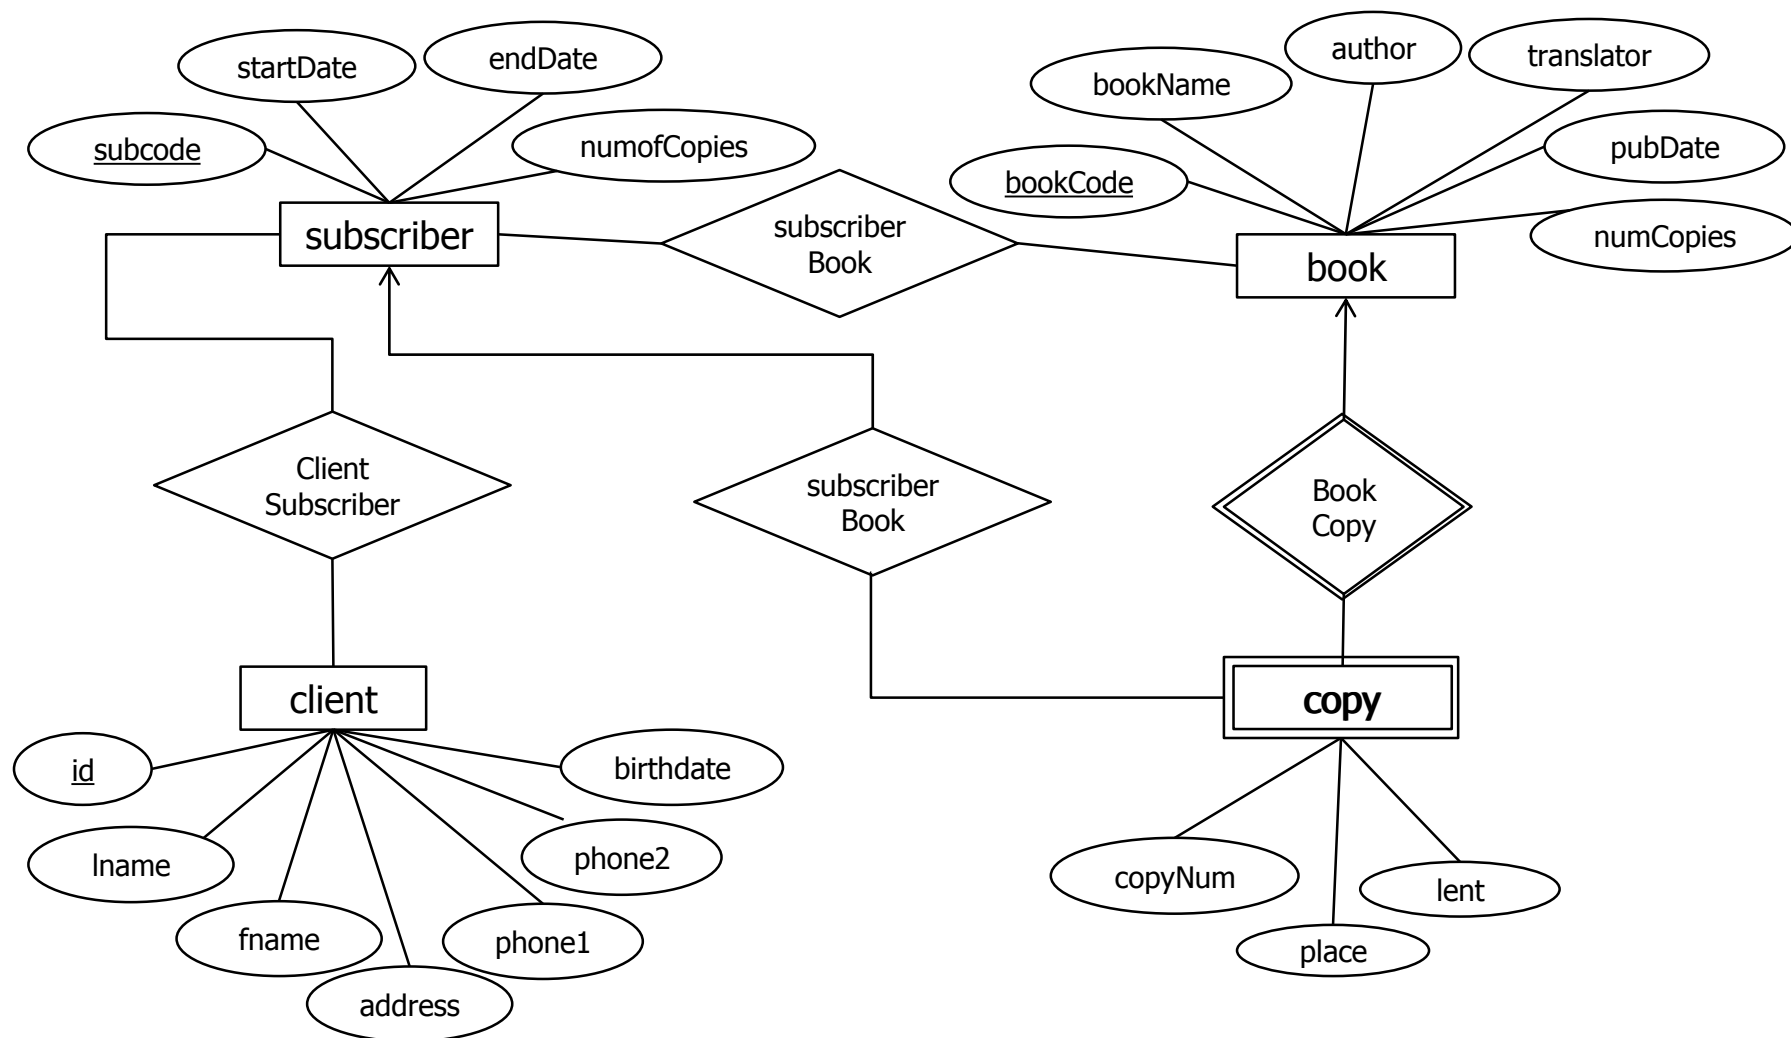 startDate
endDate
author
translator
bookName
subcode
numofCopies
bookCode
pubDate
subscriber
subscriber
Book
book
numCopies
Client
Subscriber
subscriber
Book
Book
Copy
client
copy
id
birthdate
lname
phone2
copyNum
lent
fname
phone1
place
address